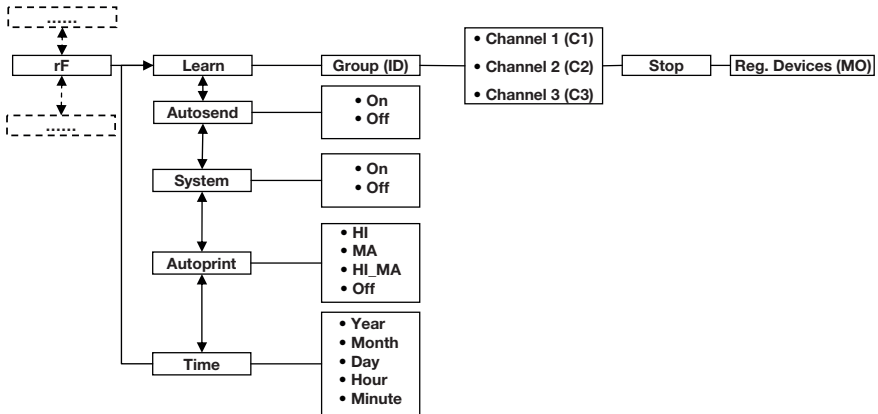 ......
rF
......
Learn
Group (ID)
• Channel 1 (C1)
• Channel 2 (C2)
• Channel 3 (C3)
Stop
Reg. Devices (MO)
Autosend
• On
• Off
System
• On
• Off
Autoprint
• HI
• MA
• HI_MA
• Off
Time
• Year
• Month
• Day
• Hour
• Minute